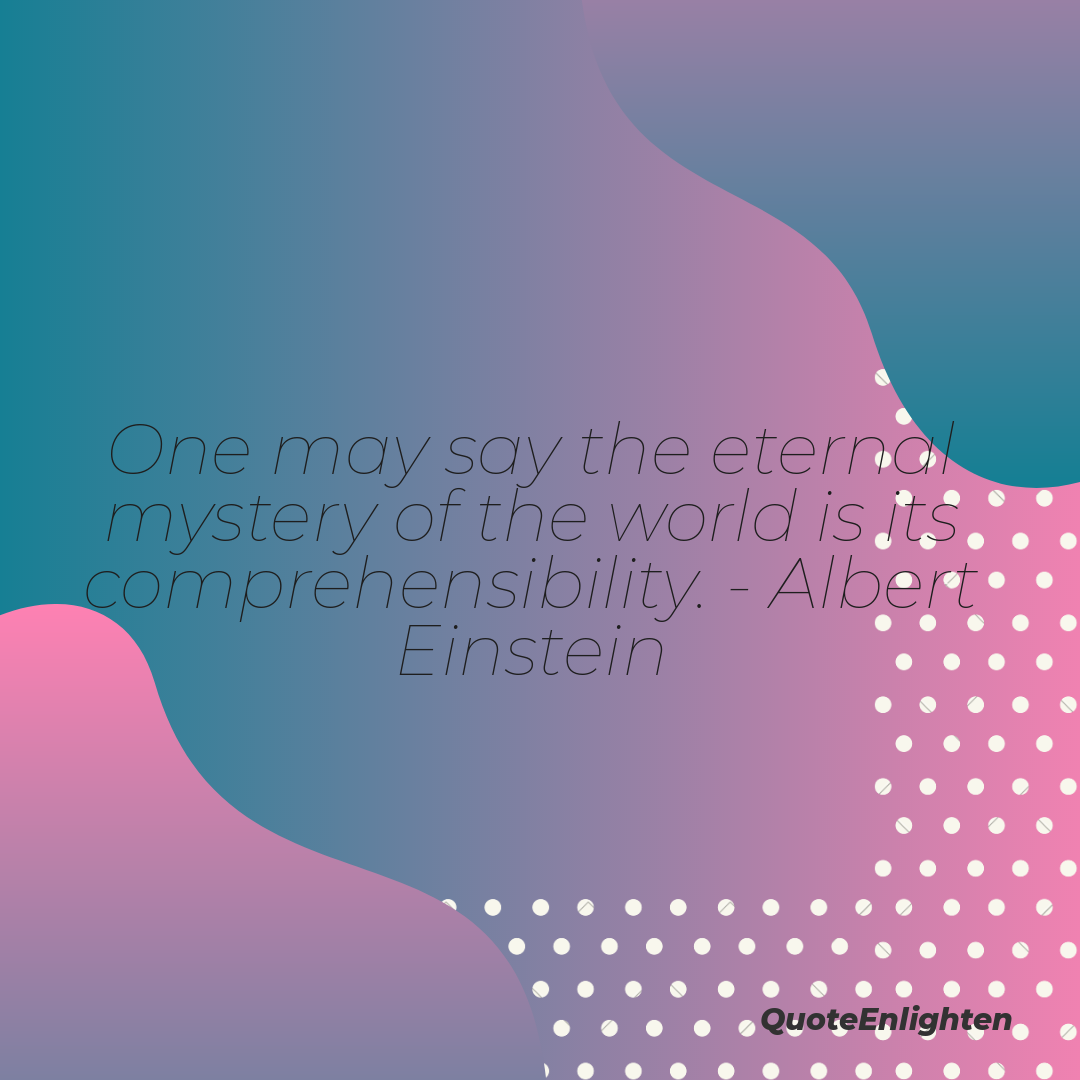 One may say the eternal
mystery of the world is its
comprehensibility. - Albert
Einstein
QuoteEnlighten